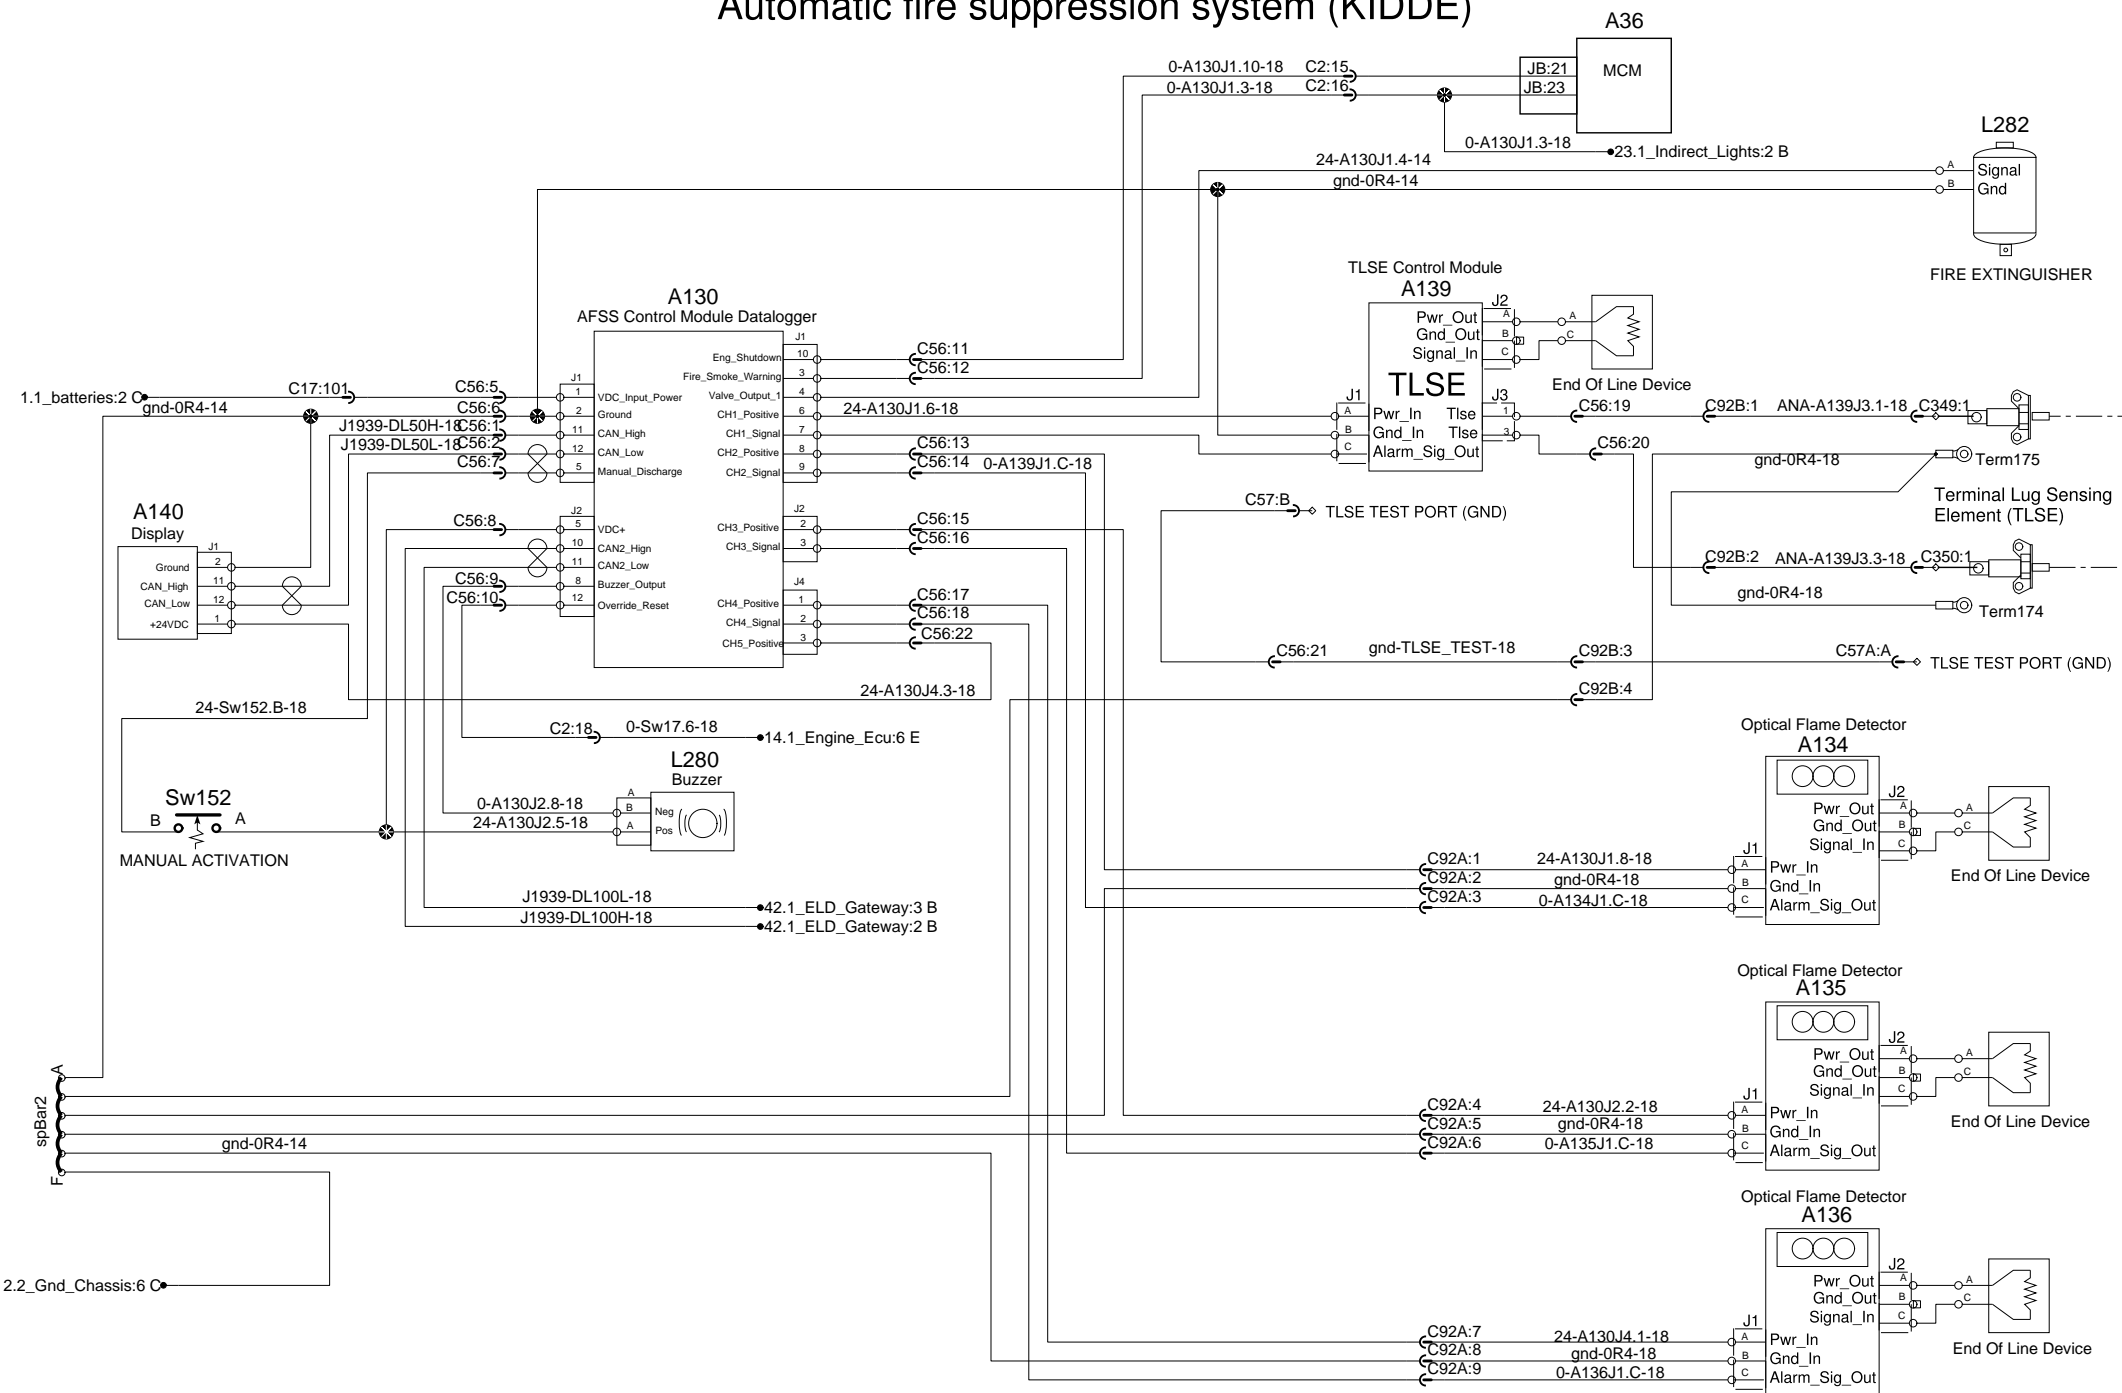 Automatic fire suppression system (KIDDE)
A36
MCM
JB:21
JB:23
0-A130J1.10-18 C2:15
0-A130J1.3-18 C2:16
0-A130J1.3-18
23.1_Indirect_Lights:2 B
L282
A Signal
B Gnd
FIRE EXTINGUISHER
24-A130J1.4-14
gnd-0R4-14
TLSE Control Module
A139
J2
Pwr_Out A
Gnd_Out B
Signal_In C
A
C
End Of Line Device
TLSE
J1
A Pwr_In
B Gnd_In
C Alarm_Sig_Out
J3
Tlse 1
Tlse 3
C56:19
C92B:1
ANA-A139J3.1-18
C349:1
C56:20
gnd-0R4-18
Term175
Terminal Lug Sensing
Element (TLSE)
C92B:2
ANA-A139J3.3-18
C350:1
gnd-0R4-18
Term174
C57:B
TLSE TEST PORT (GND)
C56:21
gnd-TLSE_TEST-18
C92B:3
C57A:A
TLSE TEST PORT (GND)
C92B:4
A130
AFSS Control Module Datalogger
J1
1 VDC_Input_Power
2 Ground
11 CAN_High
12 CAN_Low
5 Manual_Discharge
J2
5 VDC+
10 CAN2_Hign
11 CAN2_Low
8 Buzzer_Output
12 Override_Reset
J1
Eng_Shutdown 10
Fire_Smoke_Warning 3
Valve_Output_1 4
CH1_Positive 6
CH1_Signal 7
CH2_Positive 8
CH2_Signal 9
J2
CH3_Positive 2
CH3_Signal 3
J4
CH4_Positive 1
CH4_Signal 2
CH5_Positive 3
C56:11
C56:12
24-A130J1.6-18
C56:13
C56:14 0-A139J1.C-18
C56:15
C56:16
C56:17
C56:18
C56:22
24-A130J4.3-18
1.1_batteries:2 C
C17:101
C56:5
gnd-0R4-14
C56:6
J1939-DL50H-18 C56:1
J1939-DL50L-18 C56:2
C56:7
C56:8
C56:9
C56:10
A140
Display
J1
Ground 2
CAN_High 11
CAN_Low 12
+24VDC 1
24-Sw152.B-18
C2:18
0-Sw17.6-18
14.1_Engine_Ecu:6 E
L280
Buzzer
A
B Neg
A Pos
0-A130J2.8-18
24-A130J2.5-18
Sw152
B
A
MANUAL ACTIVATION
J1939-DL100L-18
42.1_ELD_Gateway:3 B
J1939-DL100H-18
42.1_ELD_Gateway:2 B
Optical Flame Detector
A134
J2
Pwr_Out A
Gnd_Out B
Signal_In C
A
C
End Of Line Device
J1
C92A:1 24-A130J1.8-18 A Pwr_In
C92A:2 gnd-0R4-18 B Gnd_In
C92A:3 0-A134J1.C-18 C Alarm_Sig_Out
Optical Flame Detector
A135
J2
Pwr_Out A
Gnd_Out B
Signal_In C
A
C
End Of Line Device
J1
C92A:4 24-A130J2.2-18 A Pwr_In
C92A:5 gnd-0R4-18 B Gnd_In
C92A:6 0-A135J1.C-18 C Alarm_Sig_Out
A
spBar2
F
gnd-0R4-14
2.2_Gnd_Chassis:6 C
Optical Flame Detector
A136
J2
Pwr_Out A
Gnd_Out B
Signal_In C
A
C
End Of Line Device
J1
C92A:7 24-A130J4.1-18 A Pwr_In
C92A:8 gnd-0R4-18 B Gnd_In
C92A:9 0-A136J1.C-18 C Alarm_Sig_Out